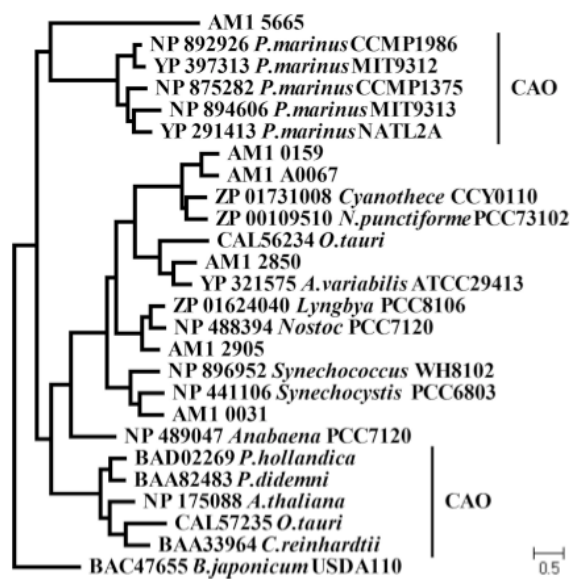 AM1 5665
NP 892926 P.marinus CCMP1986
YP 397313 P.marinus MIT9312
NP 875282 P.marinus CCMP1375
CAO
NP 894606 P.marinus MIT9313
YP 291413 P.marinus NATL2A
AM1 0159
AM1 A0067
ZP 01731008 Cyanothece CCY0110
ZP 00109510 N.punctiforme PCC73102
CAL56234 O.tauri
AM1 2850
YP 321575 A.variabilis ATCC29413
ZP 01624040 Lyngbya PCC8106
NP 488394 Nostoc PCC7120
AM1 2905
NP 896952 Synechococcus WH8102
NP 441106 Synechocystis PCC6803
AM1 0031
NP 489047 Anabaena PCC7120
BAD02269 P.hollandica
BAA82483 P.didemni
NP 175088 A.thaliana
CAO
CAL57235 O.tauri
BAA33964 C.reinhardtii
0.5
BAC47655 B.japonicum USDA110